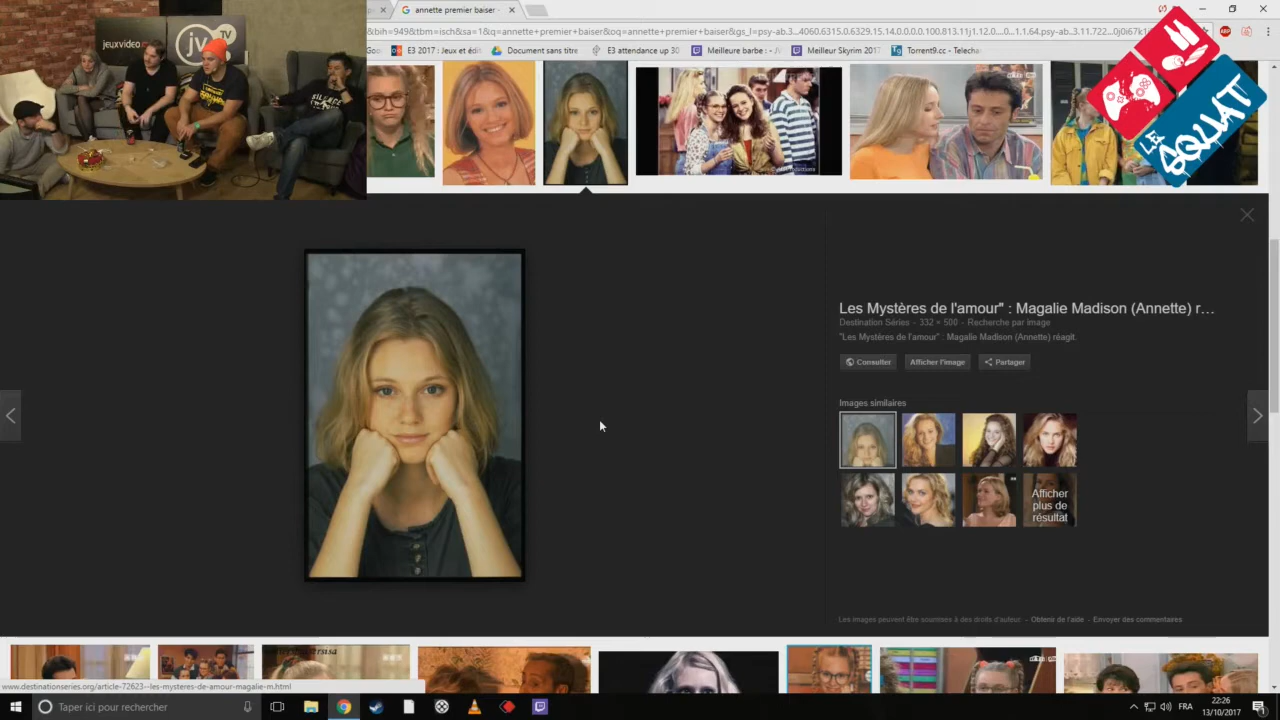 annette premier baiser -
&bih=949&tbm=isch&sa=1&q=annette+premier+baiser&oq=annette+premier+baiser&gs_l=psy-ab.3...4060.6315.0.6329.15.14.0.0.0.0.100.813.11j1.12.0....0...1.1.64.psy-ab..3.11.722...0j0i67k1
Goo
E3 2017 : Jeux et édit
Document sans titre
E3 attendance up 30
Meilleure barbe : - JV
Meilleur Skyrim 2017
Torrent9.cc - Telecha
ABP
jeuxvideo
jv
TV
SILENCE
LE SQUAT
Les Mystères de l'amour" : Magalie Madison (Annette) r…
Destination Séries - 332 × 500 - Recherche par image
"Les Mystères de l'amour" : Magalie Madison (Annette) réagit.
Consulter
Afficher l'image
Partager
Images similaires
Afficher
plus de
résultat
Les images peuvent être soumises à des droits d'auteur. - Obtenir de l'aide - Envoyer des commentaires
www.destinationseries.org/article-72623--les-mysteres-de-amour-magalie-m.html
Taper ici pour rechercher
FRA
22:26
13/10/2017
1